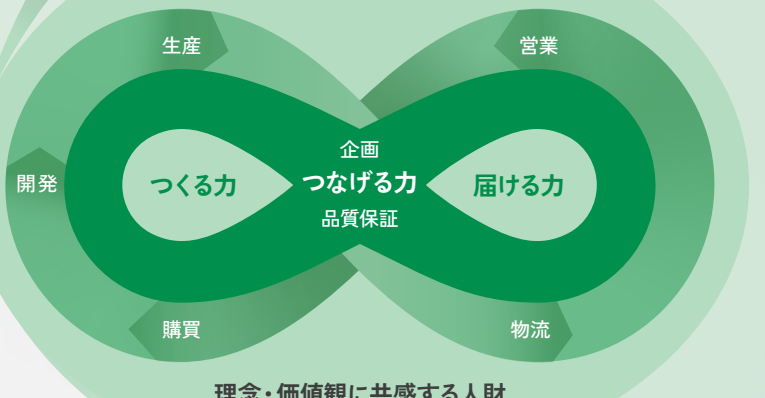 生産
営業
企画
開発
つくる力
つなげる力
届ける力
品質保証
購買
物流
理念・価値観に共感する人財